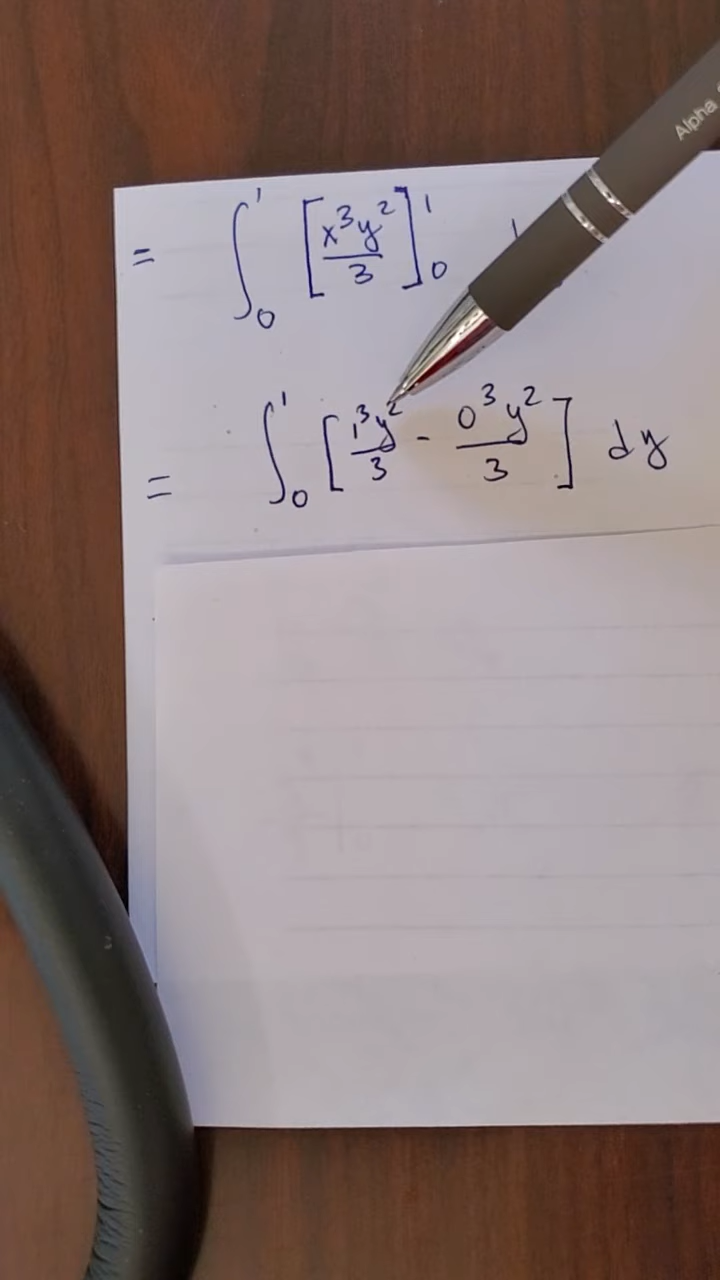 Alpha
= ∫₀¹ [x³y²/3]₀¹
= ∫₀¹ [1³y²/3 - 0³y²/3] dy